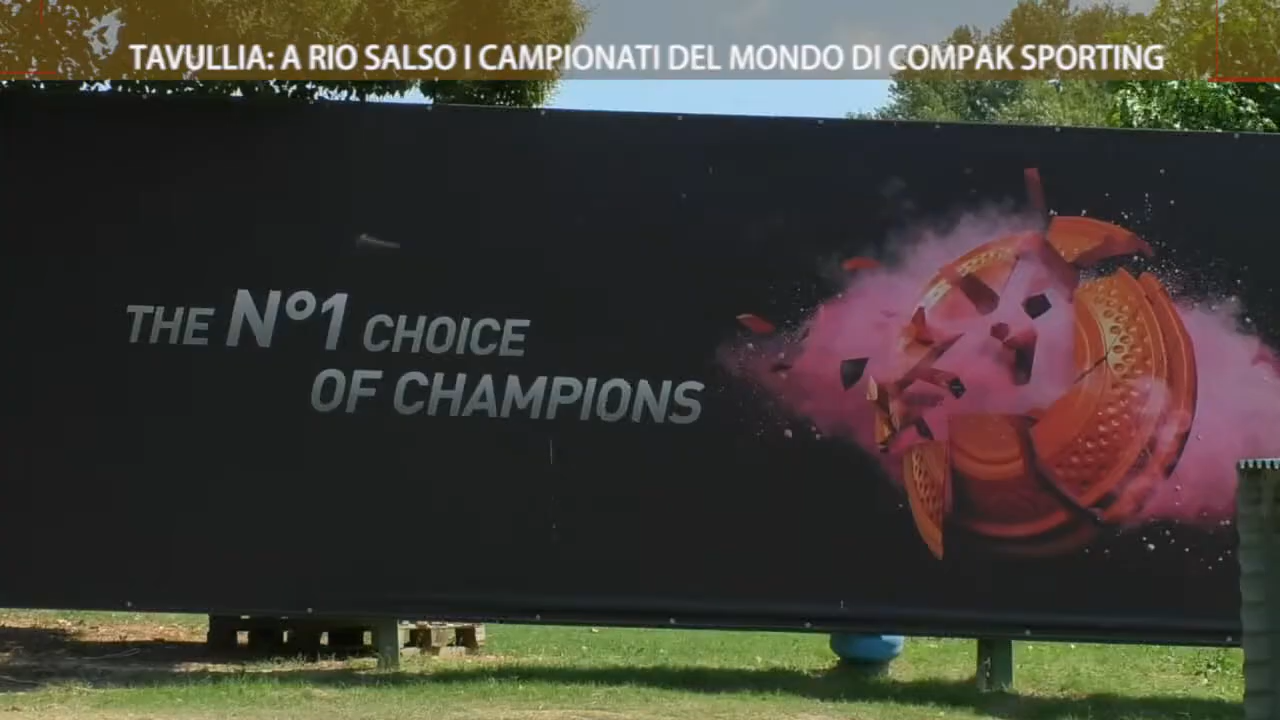 TAVULLIA: A RIO SALSO I CAMPIONATI DEL MONDO DI COMPAK SPORTING
THE N°1 CHOICE
OF CHAMPIONS